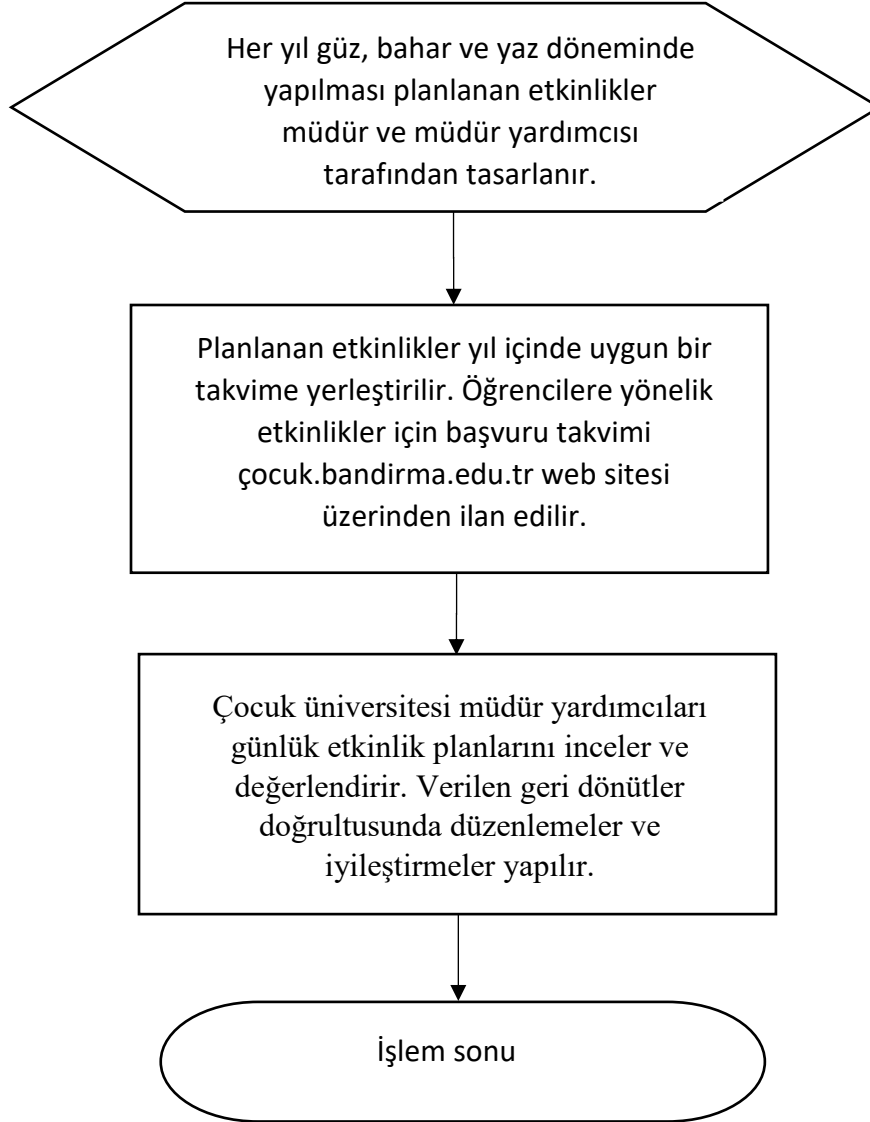 Her yıl güz, bahar ve yaz döneminde
yapılması planlanan etkinlikler
müdür ve müdür yardımcısı
tarafından tasarlanır.
Planlanan etkinlikler yıl içinde uygun bir
takvime yerleştirilir. Öğrencilere yönelik
etkinlikler için başvuru takvimi
çocuk.bandirma.edu.tr web sitesi
üzerinden ilan edilir.
Çocuk üniversitesi müdür yardımcıları
günlük etkinlik planlarını inceler ve
değerlendirir. Verilen geri dönütler
doğrultusunda düzenlemeler ve
iyileştirmeler yapılır.
İşlem sonu